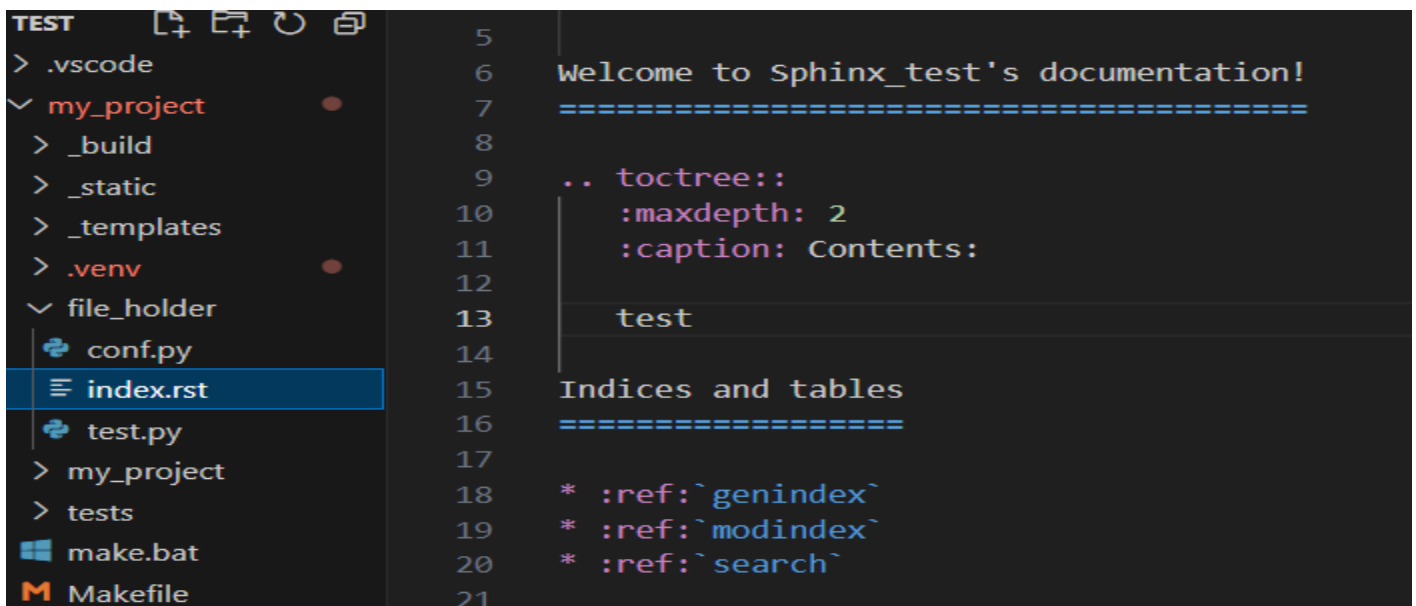 TEST
> .vscode
my_project
> _build
> _static
> _templates
> .venv
file_holder
conf.py
index.rst
test.py
> my_project
> tests
make.bat
M Makefile
5
6 Welcome to Sphinx_test's documentation!
7 =======================================
8
9 .. toctree::
10 :maxdepth: 2
11 :caption: Contents:
12
13 test
14
15 Indices and tables
16 ==================
17
18 * :ref:`genindex`
19 * :ref:`modindex`
20 * :ref:`search`
21